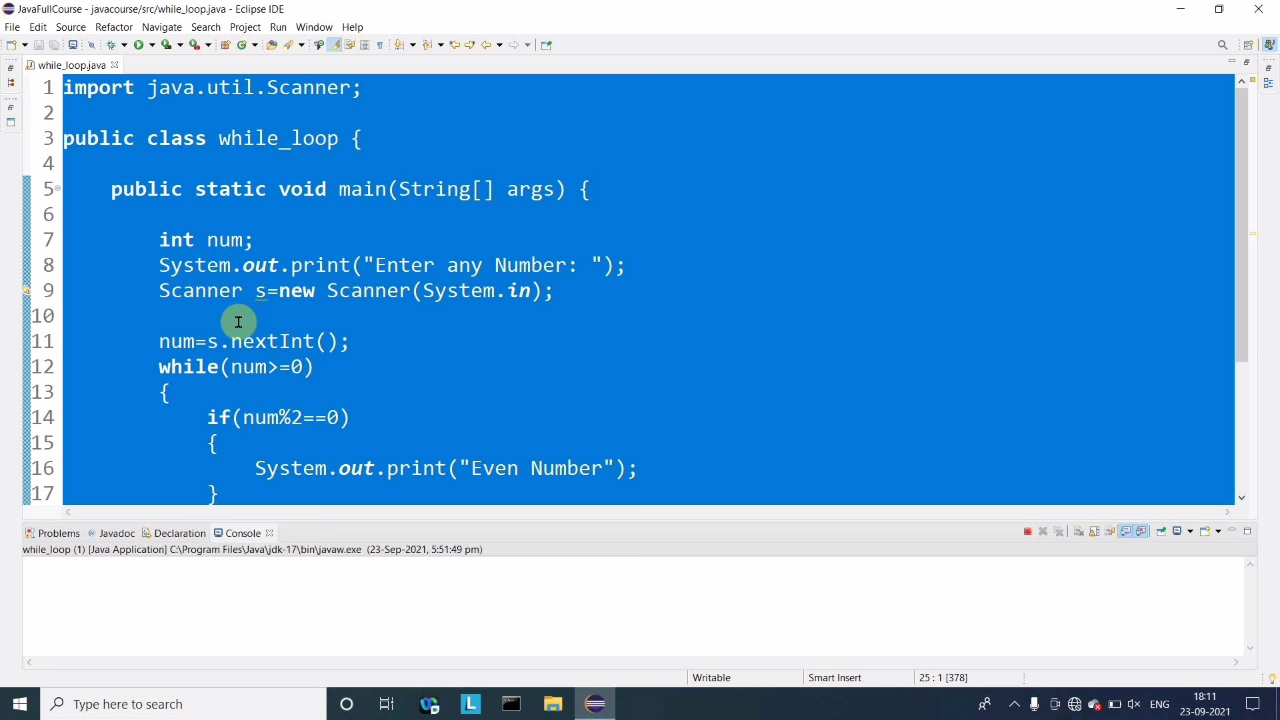 JavaFullCourse - javacourse/src/while_loop.java - Eclipse IDE
File Edit Source Refactor Navigate Search Project Run Window Help
while_loop.java
1 import java.util.Scanner;
2
3 public class while_loop {
4
5 public static void main(String[] args) {
6
7 int num;
8 System.out.print("Enter any Number: ");
9 Scanner s=new Scanner(System.in);
10
11 num=s.nextInt();
12 while(num>=0)
13 {
14 if(num%2==0)
15 {
16 System.out.print("Even Number");
17 }
Problems Javadoc Declaration Console
while_loop (1) [Java Application] C:\Program Files\Java\jdk-17\bin\javaw.exe (23-Sep-2021, 5:51:49 pm)
Writable Smart Insert 25 : 1 [378]
Type here to search L ENG 18:11
23-09-2021